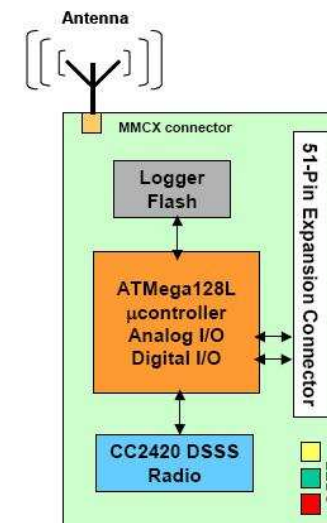 Antenna
MMCX connector
Logger
Flash
51-Pin Expansion Connector
ATMega128L
μcontroller
Analog I/O
Digital I/O
CC2420 DSSS
Radio